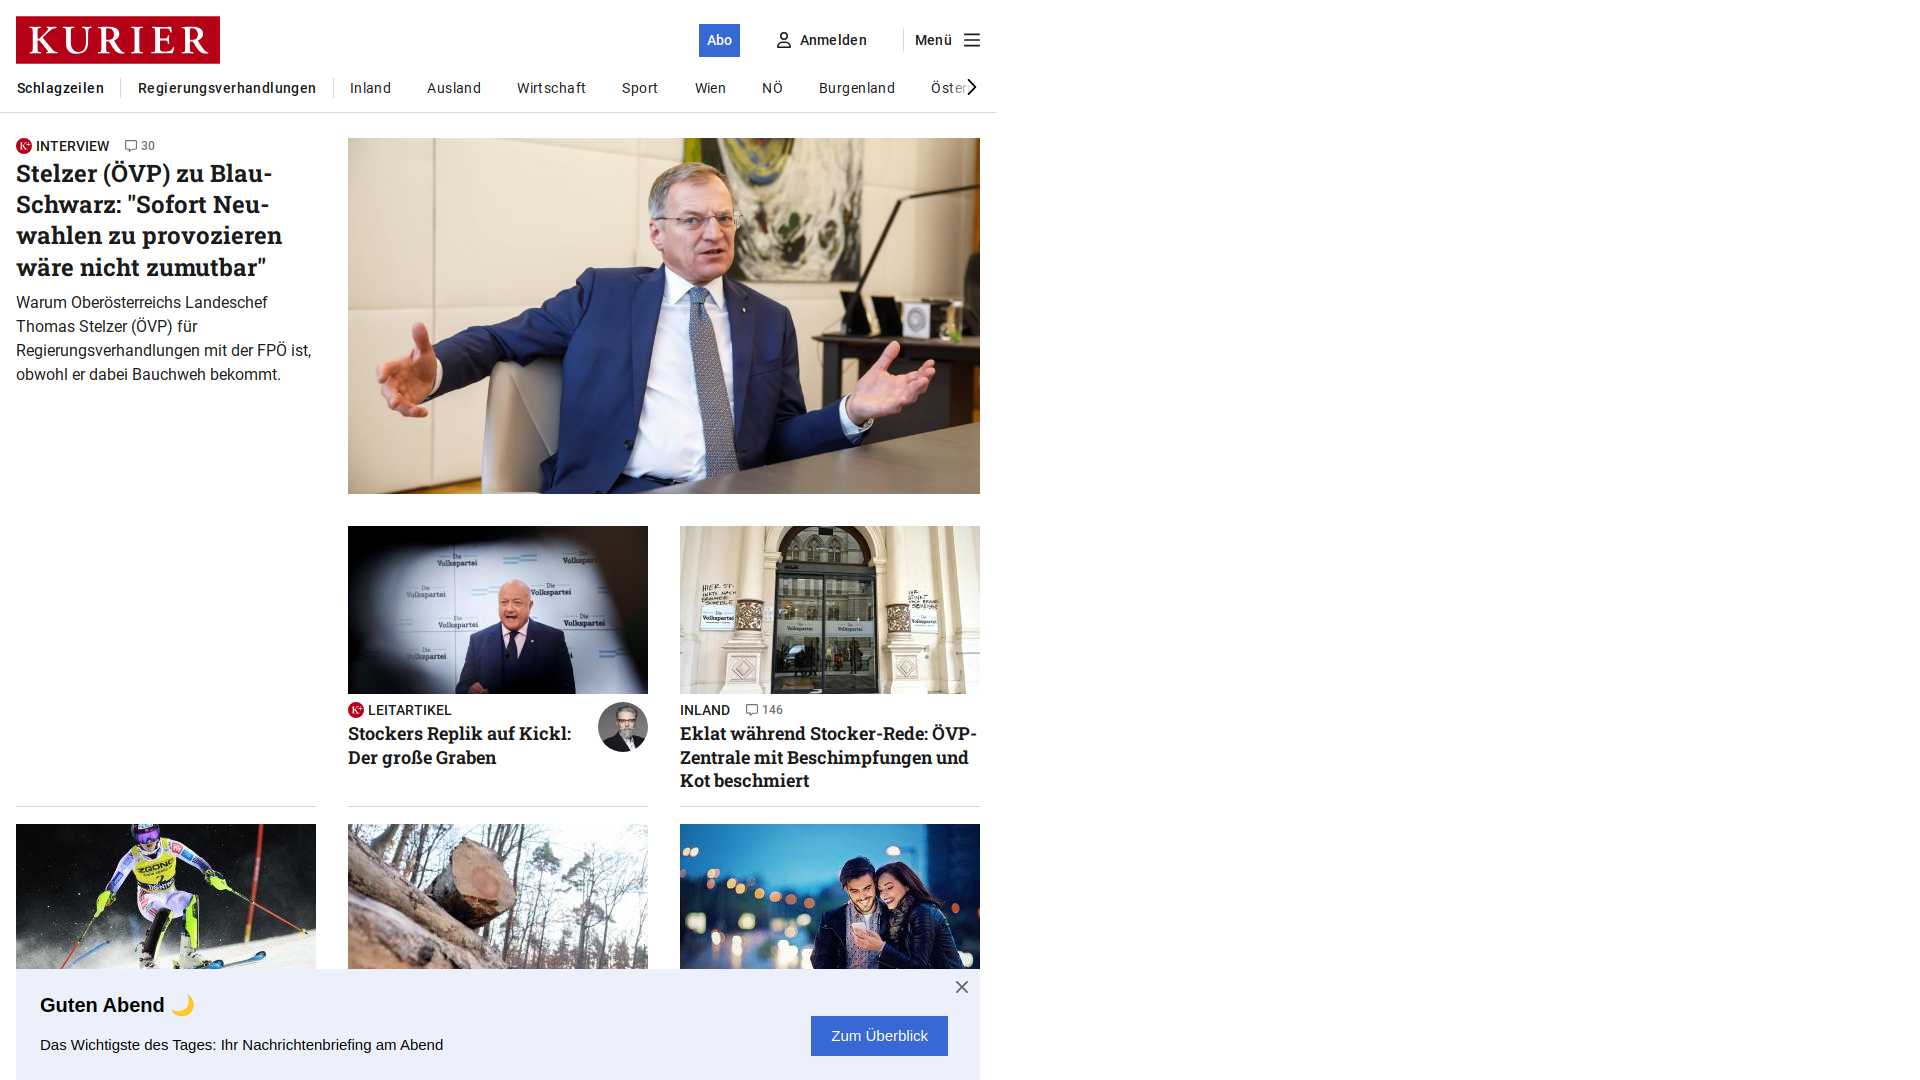 KURIER
Abo
Anmelden
Menü
Schlagzeilen
Regierungsverhandlungen
Inland
Ausland
Wirtschaft
Sport
Wien
NÖ
Burgenland
Öster
INTERVIEW 30
Stelzer (ÖVP) zu Blau-
Schwarz: "Sofort Neu-
wahlen zu provozieren
wäre nicht zumutbar"
Warum Oberösterreichs Landeschef
Thomas Stelzer (ÖVP) für
Regierungsverhandlungen mit der FPÖ ist,
obwohl er dabei Bauchweh bekommt.
Die
Volkspartei
LEITARTIKEL
Stockers Replik auf Kickl:
Der große Graben
INLAND 146
Eklat während Stocker-Rede: ÖVP-
Zentrale mit Beschimpfungen und
Kot beschmiert
Guten Abend
Das Wichtigste des Tages: Ihr Nachrichtenbriefing am Abend
Zum Überblick